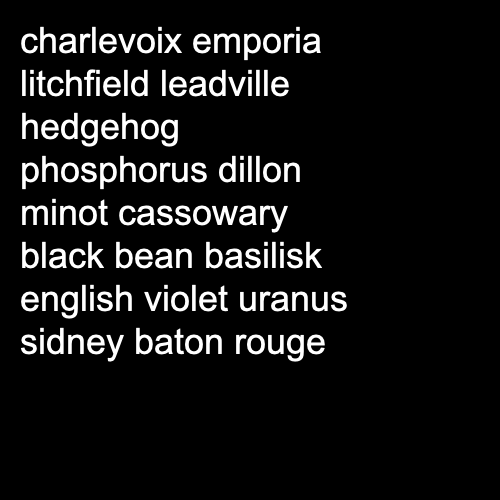 charlevoix emporia
litchfield leadville
hedgehog
phosphorus dillon
minot cassowary
black bean basilisk
english violet uranus
sidney baton rouge